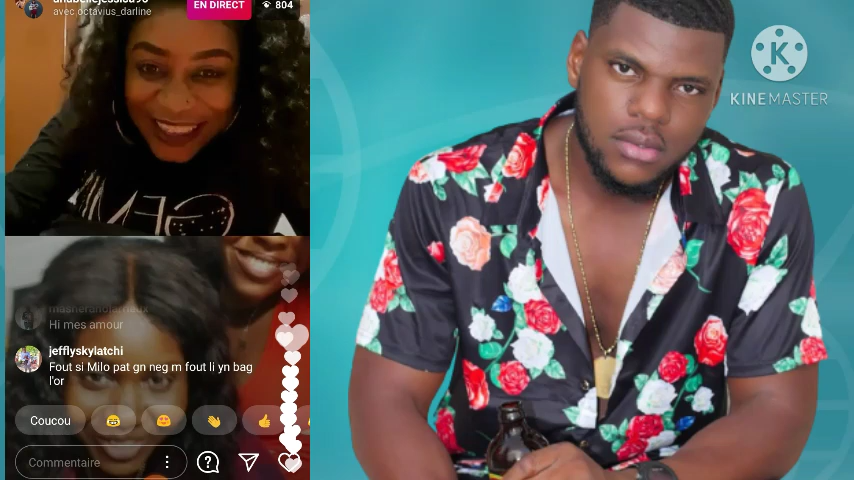 avec octavius_darline
EN DIRECT
804
Hi mes amour
jefflyskylatchi
Fout si Milo pat gn neg m fout li yn bag
l'or
Coucou
Commentaire
KINEMASTER